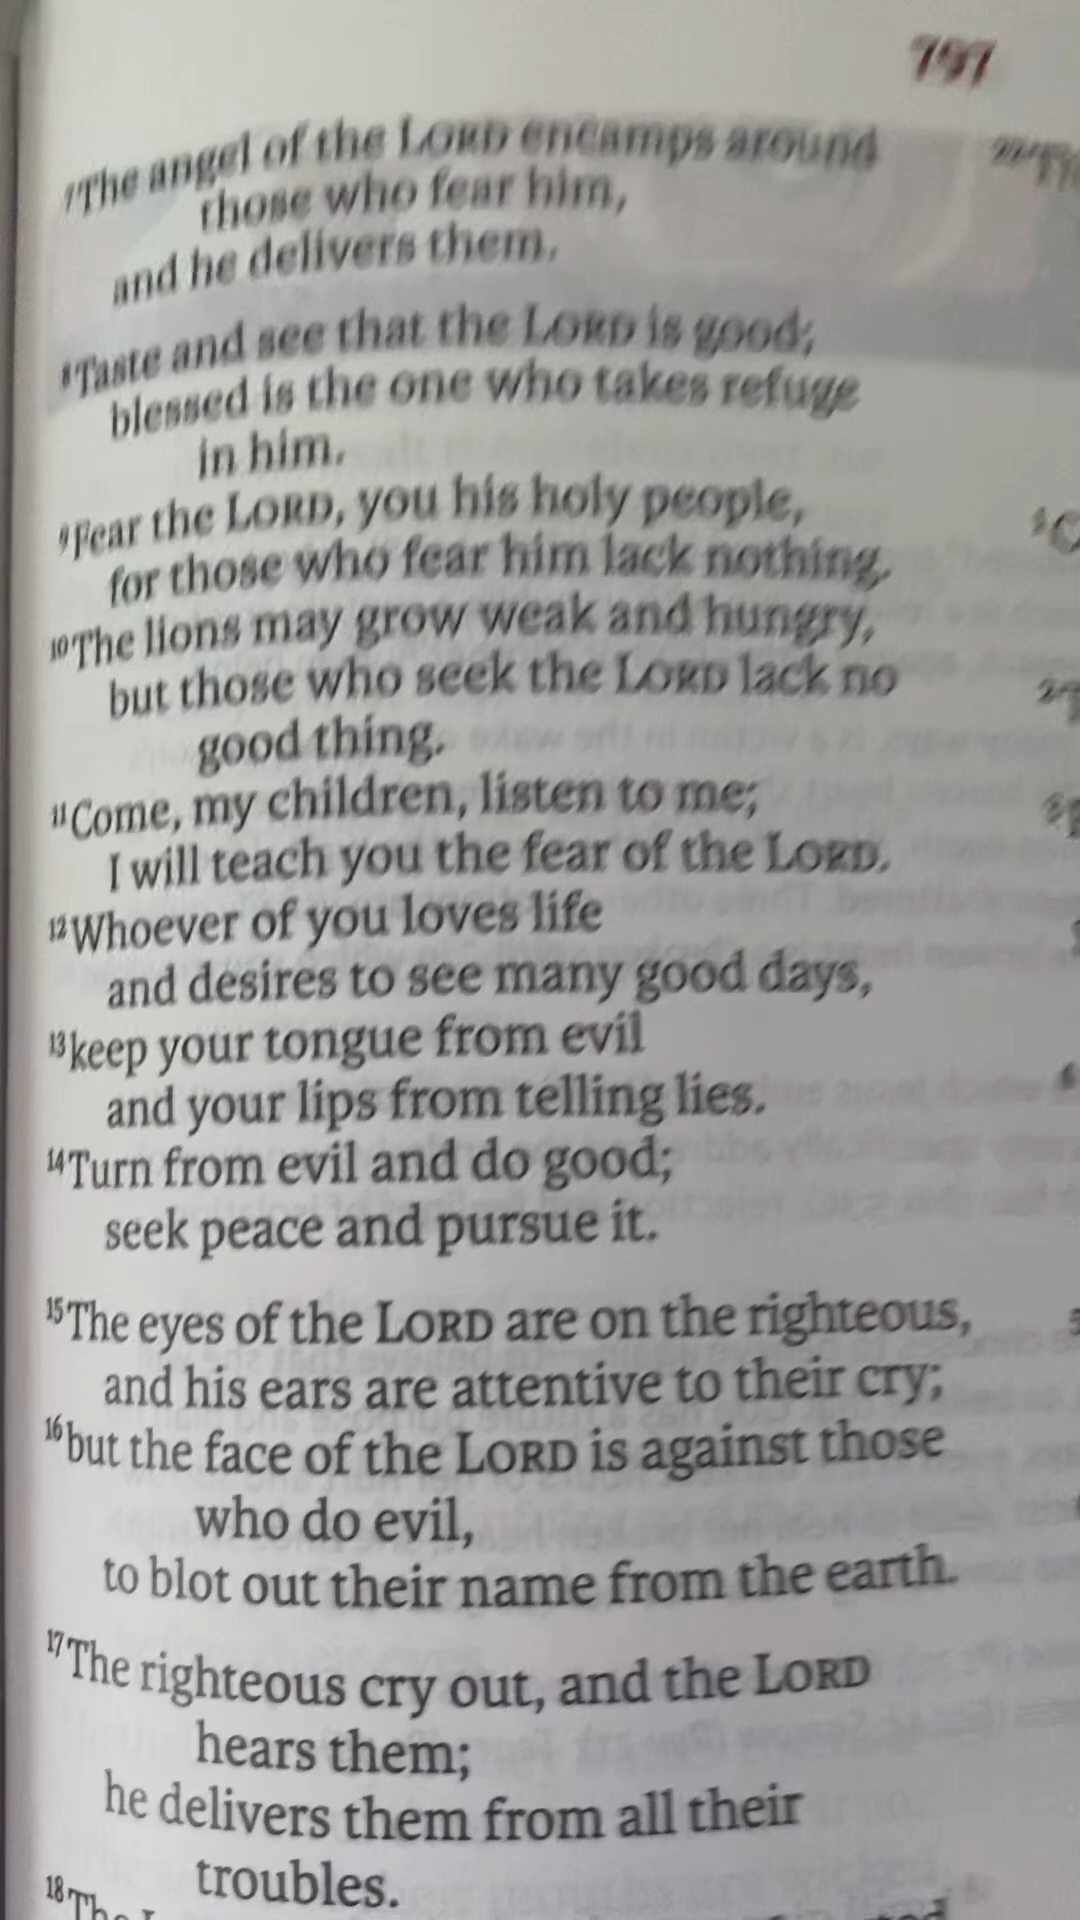 797
7The angel of the LORD encamps around
those who fear him,
and he delivers them.
8Taste and see that the LORD is good;
blessed is the one who takes refuge
in him.
9Fear the LORD, you his holy people,
for those who fear him lack nothing.
10The lions may grow weak and hungry,
but those who seek the LORD lack no
good thing.
11Come, my children, listen to me;
I will teach you the fear of the LORD.
12Whoever of you loves life
and desires to see many good days,
13keep your tongue from evil
and your lips from telling lies.
14Turn from evil and do good;
seek peace and pursue it.
15The eyes of the LORD are on the righteous,
and his ears are attentive to their cry;
16but the face of the LORD is against those
who do evil,
to blot out their name from the earth.
17The righteous cry out, and the LORD
hears them;
he delivers them from all their
troubles.
18